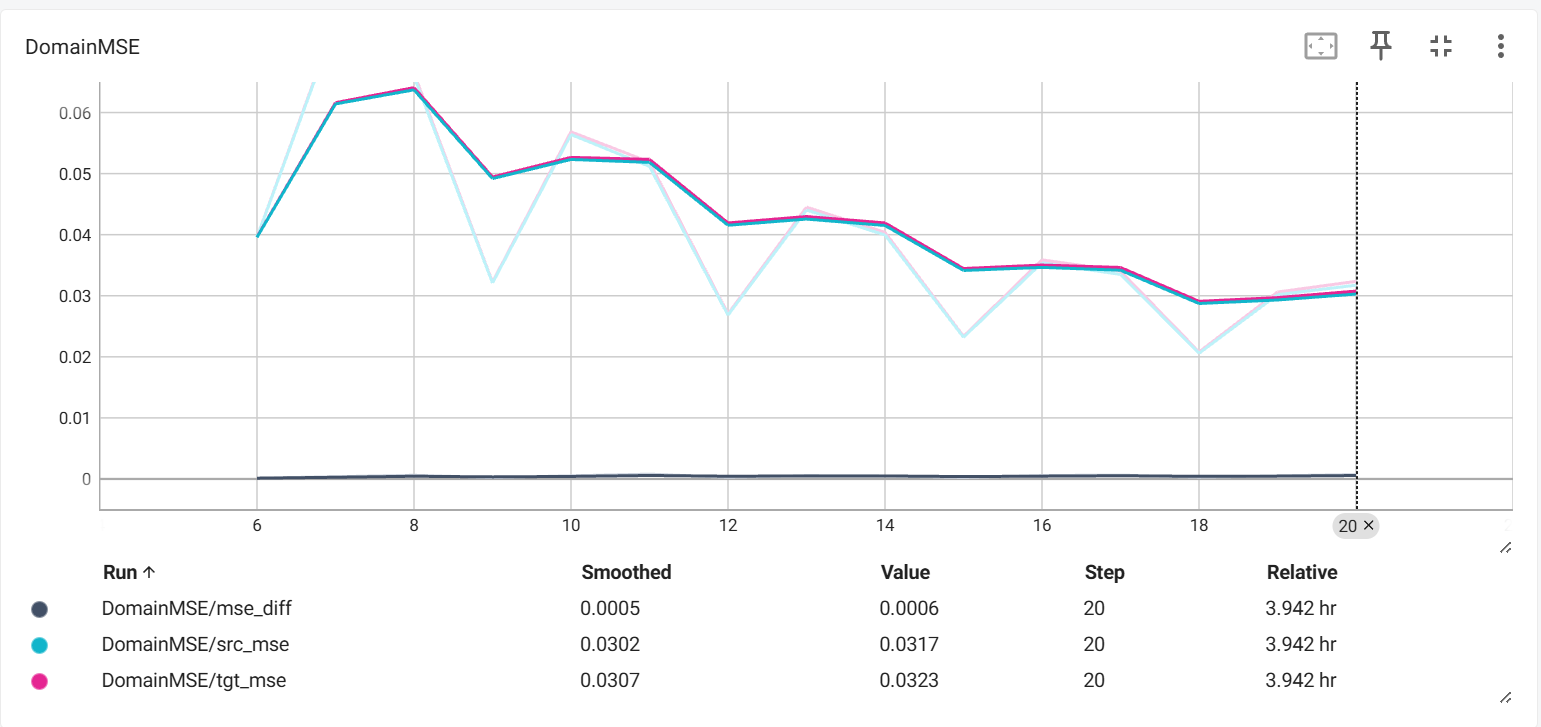 DomainMSE
0.06
0.05
0.04
0.03
0.02
0.01
0
6 8 10 12 14 16 18 20 ×
Run ↑ Smoothed Value Step Relative
DomainMSE/mse_diff 0.0005 0.0006 20 3.942 hr
DomainMSE/src_mse 0.0302 0.0317 20 3.942 hr
DomainMSE/tgt_mse 0.0307 0.0323 20 3.942 hr